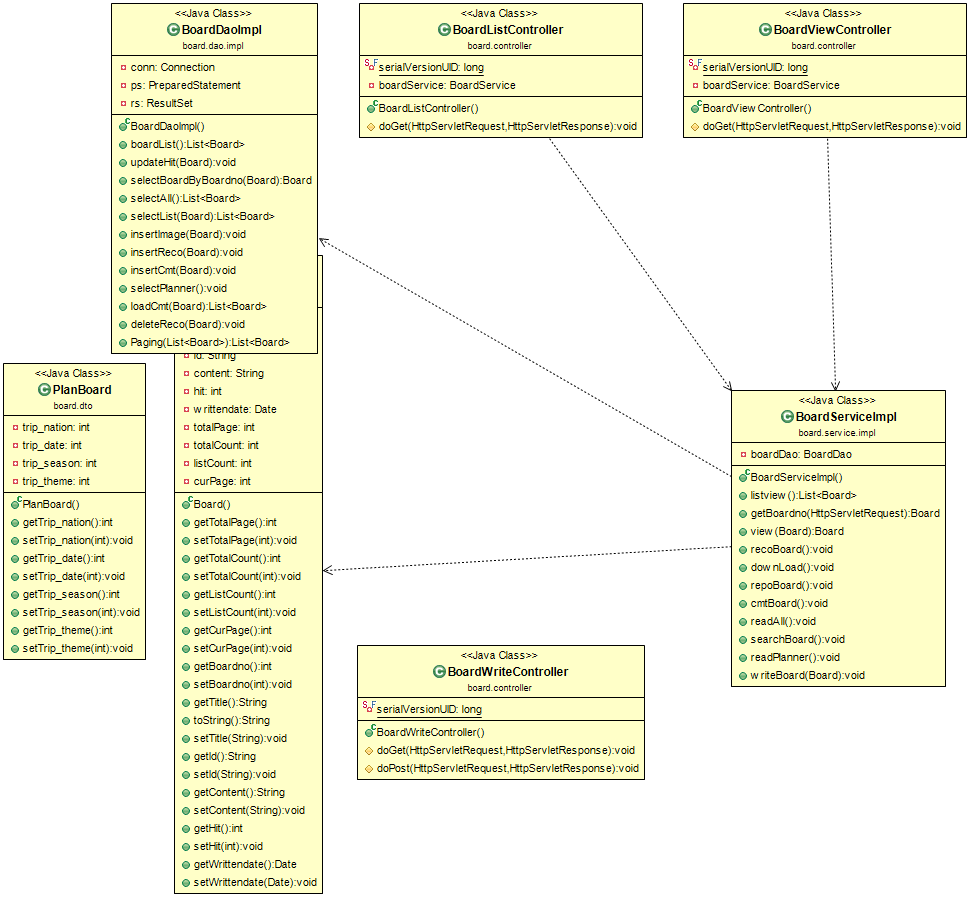 <<Java Class>>
BoardDaoImpl
board.dao.impl
conn: Connection
ps: PreparedStatement
rs: ResultSet
BoardDaoImpl()
boardList():List<Board>
updateHit(Board):void
selectBoardByBoardno(Board):Board
selectAll():List<Board>
selectList(Board):List<Board>
insertImage(Board):void
insertReco(Board):void
insertCmt(Board):void
selectPlanner():void
loadCmt(Board):List<Board>
deleteReco(Board):void
Paging(List<Board>):List<Board>
<<Java Class>>
BoardListController
board.controller
serialVersionUID: long
boardService: BoardService
BoardListController()
doGet(HttpServletRequest,HttpServletResponse):void
<<Java Class>>
BoardViewController
board.controller
serialVersionUID: long
boardService: BoardService
BoardViewController()
doGet(HttpServletRequest,HttpServletResponse):void
<<Java Class>>
PlanBoard
board.dto
trip_nation: int
trip_date: int
trip_season: int
trip_theme: int
PlanBoard()
getTrip_nation():int
setTrip_nation(int):void
getTrip_date():int
setTrip_date(int):void
getTrip_season():int
setTrip_season(int):void
getTrip_theme():int
setTrip_theme(int):void
id: String
content: String
hit: int
writtendate: Date
totalPage: int
totalCount: int
listCount: int
curPage: int
Board()
getTotalPage():int
setTotalPage(int):void
getTotalCount():int
setTotalCount(int):void
getListCount():int
setListCount(int):void
getCurPage():int
setCurPage(int):void
getBoardno():int
setBoardno(int):void
getTitle():String
toString():String
setTitle(String):void
getId():String
setId(String):void
getContent():String
setContent(String):void
getHit():int
setHit(int):void
getWrittendate():Date
setWrittendate(Date):void
<<Java Class>>
BoardServiceImpl
board.service.impl
boardDao: BoardDao
BoardServiceImpl()
listview():List<Board>
getBoardno(HttpServletRequest):Board
view(Board):Board
recoBoard():void
downLoad():void
repoBoard():void
cmtBoard():void
readAll():void
searchBoard():void
readPlanner():void
writeBoard(Board):void
<<Java Class>>
BoardWriteController
board.controller
serialVersionUID: long
BoardWriteController()
doGet(HttpServletRequest,HttpServletResponse):void
doPost(HttpServletRequest,HttpServletResponse):void